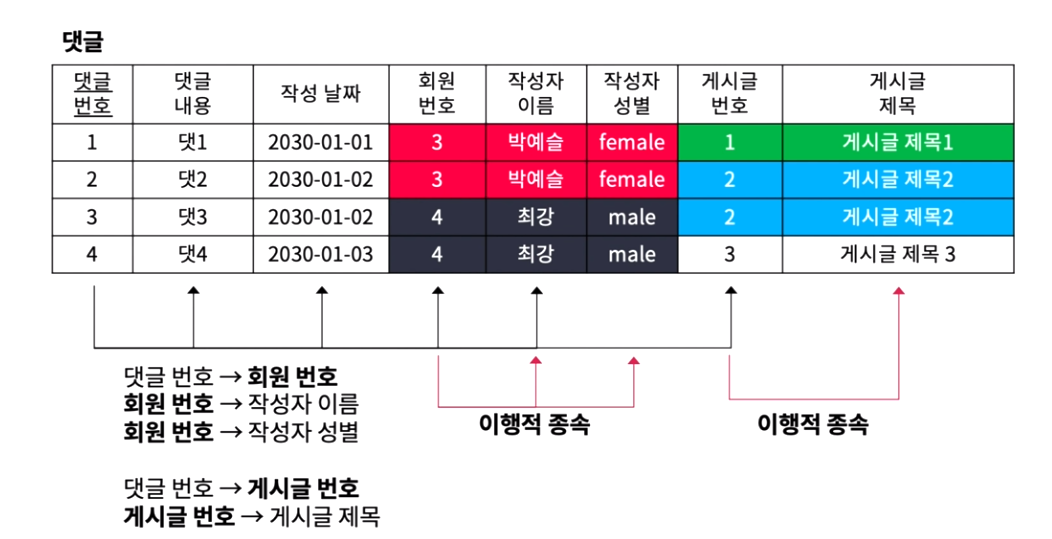 댓글
댓글 번호 댓글 내용 작성 날짜 회원 번호 작성자 이름 작성자 성별 게시글 번호 게시글 제목
1 댓1 2030-01-01 3 박예슬 female 1 게시글 제목1
2 댓2 2030-01-02 3 박예슬 female 2 게시글 제목2
3 댓3 2030-01-02 4 최강 male 2 게시글 제목2
4 댓4 2030-01-03 4 최강 male 3 게시글 제목 3
댓글 번호 → 회원 번호
회원 번호 → 작성자 이름
회원 번호 → 작성자 성별
이행적 종속
이행적 종속
댓글 번호 → 게시글 번호
게시글 번호 → 게시글 제목